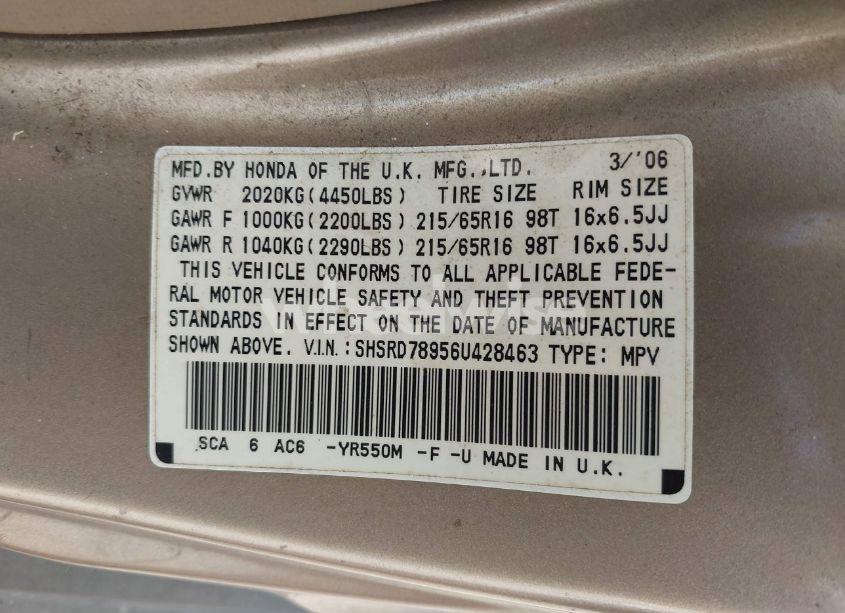 MFD.BY HONDA OF THE U.K. MFG.,LTD. 3/'06
GVWR 2020KG(4450LBS) TIRE SIZE RIM SIZE
GAWR F 1000KG(2200LBS) 215/65R16 98T 16x6.5JJ
GAWR R 1040KG(2290LBS) 215/65R16 98T 16x6.5JJ
THIS VEHICLE CONFORMS TO ALL APPLICABLE FEDE-
RAL MOTOR VEHICLE SAFETY AND THEFT PREVENTION
STANDARDS IN EFFECT ON THE DATE OF MANUFACTURE
SHOWN ABOVE. V.I.N.:SHSRD78956U428463 TYPE: MPV
SCA 6 AC6 -YR550M -F -U MADE IN U.K.